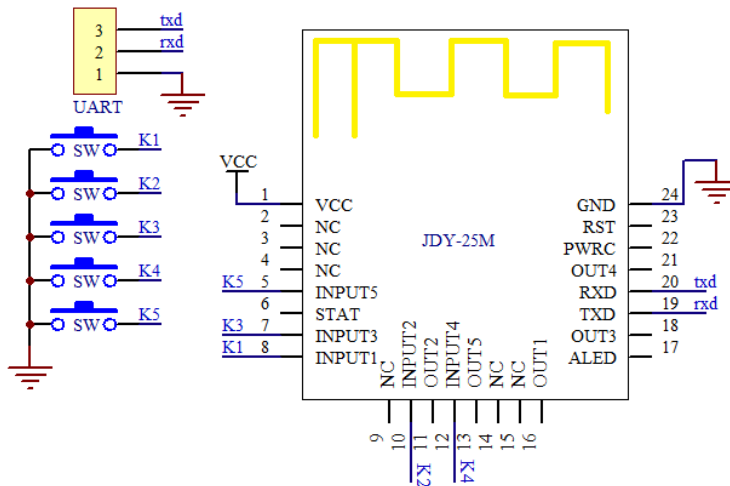 3 txd
2 rxd
1
UART
SW K1
SW K2
SW K3
SW K4
SW K5
VCC
JDY-25M
1 VCC
2 NC
3 NC
4 NC
K5 5 INPUT5
6 STAT
K3 7 INPUT3
K1 8 INPUT1
GND 24
RST 23
PWRC 22
OUT4 21
RXD 20 txd
TXD 19 rxd
OUT3 18
ALED 17
NC 9
INPUT2 10 K2
OUT2 11
INPUT4 12 K4
OUT5 13
NC 14
NC 15
OUT1 16